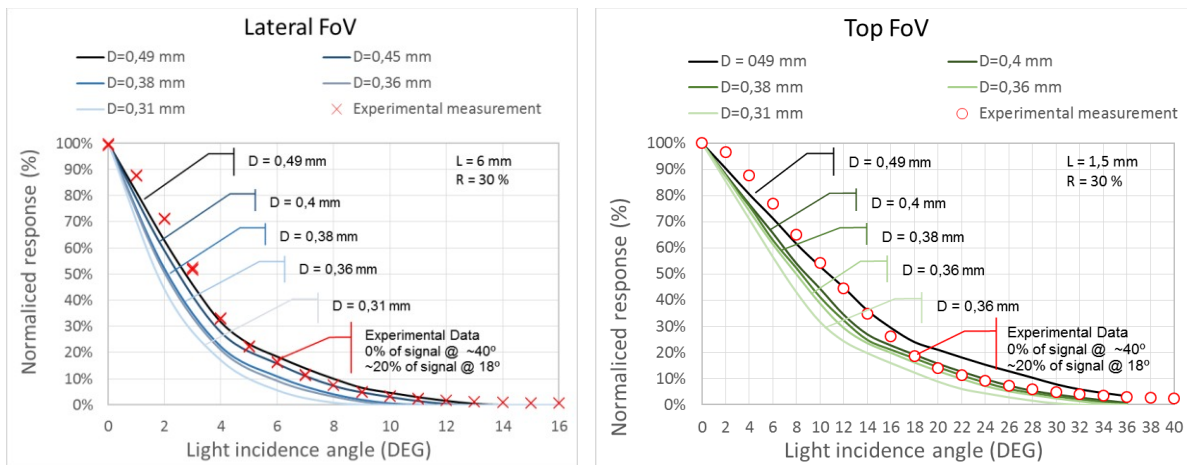 Lateral FoV
D=0,49 mm
D=0,45 mm
D=0,38 mm
D=0,36 mm
D=0,31 mm
Experimental measurement
100%
90%
80%
70%
60%
50%
40%
30%
20%
10%
0%
Normaliced response (%)
D = 0,49 mm
L = 6 mm
R = 30 %
D = 0,4 mm
D = 0,38 mm
D = 0,36 mm
D = 0,31 mm
Experimental Data
0% of signal @ ~40º
~20% of signal @ 18º
0 2 4 6 8 10 12 14 16
Light incidence angle (DEG)
Top FoV
D = 049 mm
D=0,4 mm
D=0,38 mm
D=0,36 mm
D=0,31 mm
Experimental measurement
100%
90%
80%
70%
60%
50%
40%
30%
20%
10%
0%
Normaliced response (%)
D = 0,49 mm
L = 1,5 mm
R = 30 %
D = 0,4 mm
D = 0,38 mm
D = 0,36 mm
D = 0,36 mm
Experimental Data
0% of signal @ ~40º
~20% of signal @ 18º
0 2 4 6 8 10 12 14 16 18 20 22 24 26 28 30 32 34 36 38 40
Light incidence angle (DEG)